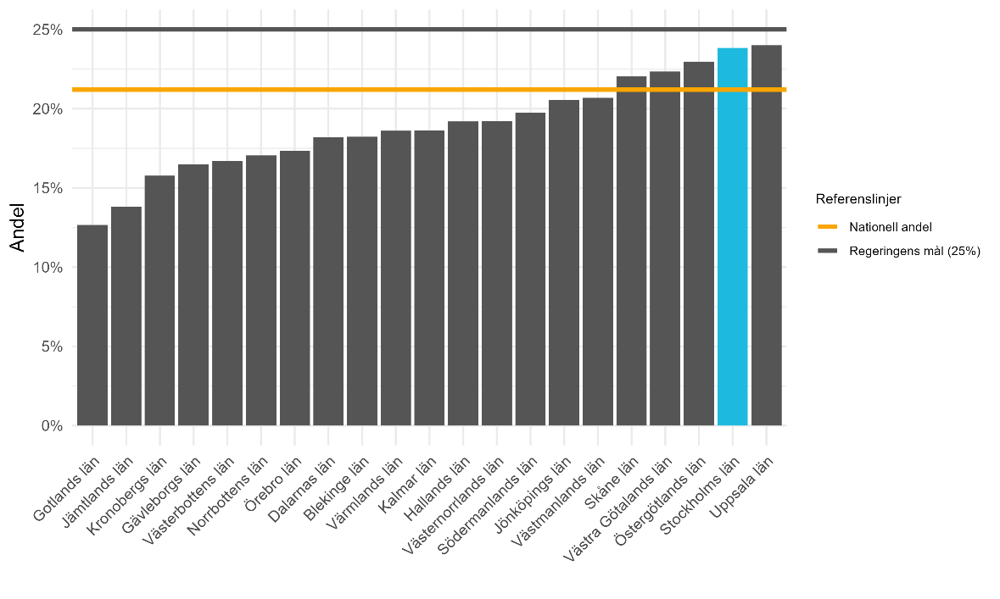 Andel
25%
20%
15%
10%
5%
0%
Gotlands län
Jämtlands län
Kronobergs län
Gävleborgs län
Västerbottens län
Norrbottens län
Örebro län
Dalarnas län
Blekinge län
Värmlands län
Kalmar län
Hallands län
Västernorrlands län
Södermanlands län
Jönköpings län
Västmanlands län
Skåne län
Västra Götalands län
Östergötlands län
Stockholms län
Uppsala län
Referenslinjer
Nationell andel
Regeringens mål (25%)